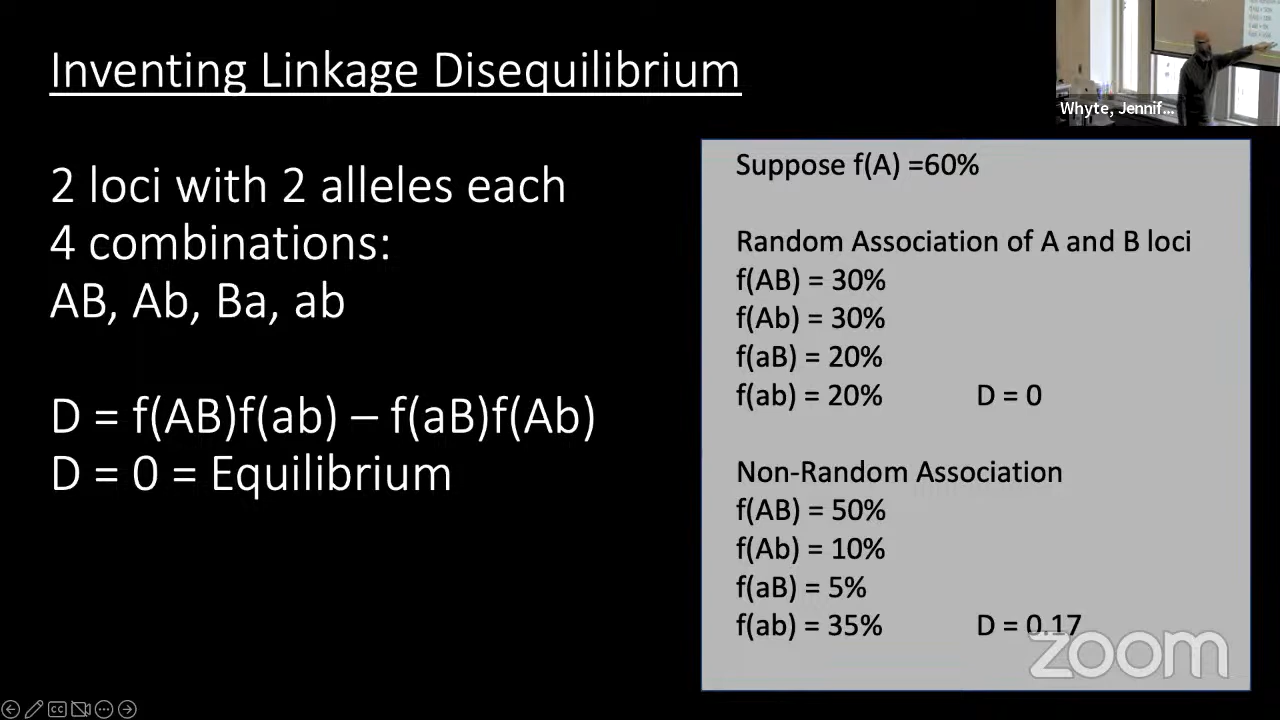 Inventing Linkage Disequilibrium
Whyte, Jennif...
2 loci with 2 alleles each
4 combinations:
AB, Ab, Ba, ab
D = f(AB)f(ab) – f(aB)f(Ab)
D = 0 = Equilibrium
Suppose f(A) =60%
Random Association of A and B loci
f(AB) = 30%
f(Ab) = 30%
f(aB) = 20%
f(ab) = 20% D = 0
Non-Random Association
f(AB) = 50%
f(Ab) = 10%
f(aB) = 5%
f(ab) = 35% D = 0.17
zoom
CC